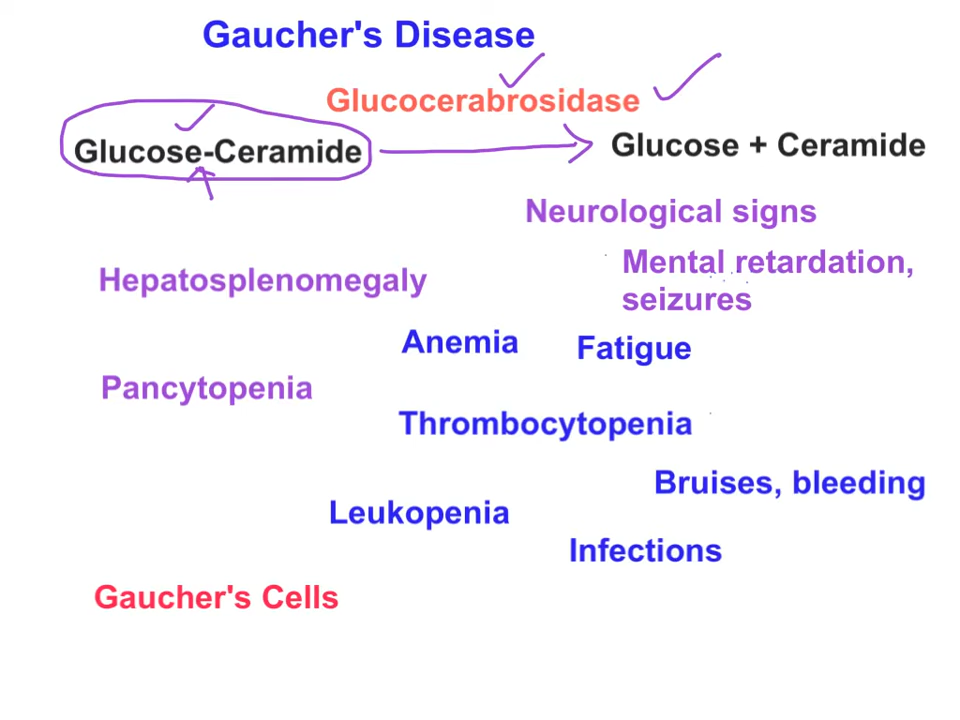 Gaucher's Disease
Glucocerabrosidase
Glucose-Ceramide
Glucose + Ceramide
Neurological signs
Mental retardation,
seizures
Hepatosplenomegaly
Anemia
Fatigue
Pancytopenia
Thrombocytopenia
Bruises, bleeding
Leukopenia
Infections
Gaucher's Cells